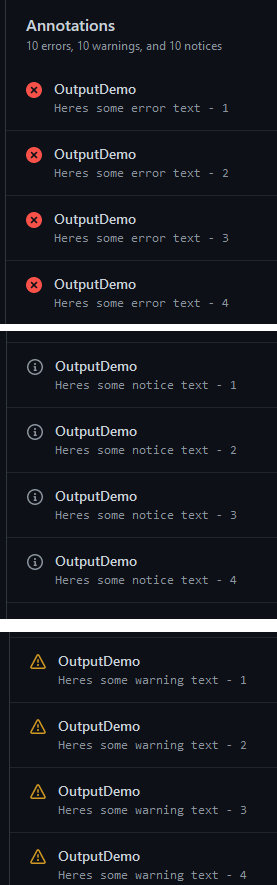 Annotations
10 errors, 10 warnings, and 10 notices
OutputDemo
Heres some error text - 1
OutputDemo
Heres some error text - 2
OutputDemo
Heres some error text - 3
OutputDemo
Heres some error text - 4
OutputDemo
Heres some notice text - 1
OutputDemo
Heres some notice text - 2
OutputDemo
Heres some notice text - 3
OutputDemo
Heres some notice text - 4
OutputDemo
Heres some warning text - 1
OutputDemo
Heres some warning text - 2
OutputDemo
Heres some warning text - 3
OutputDemo
Heres some warning text - 4